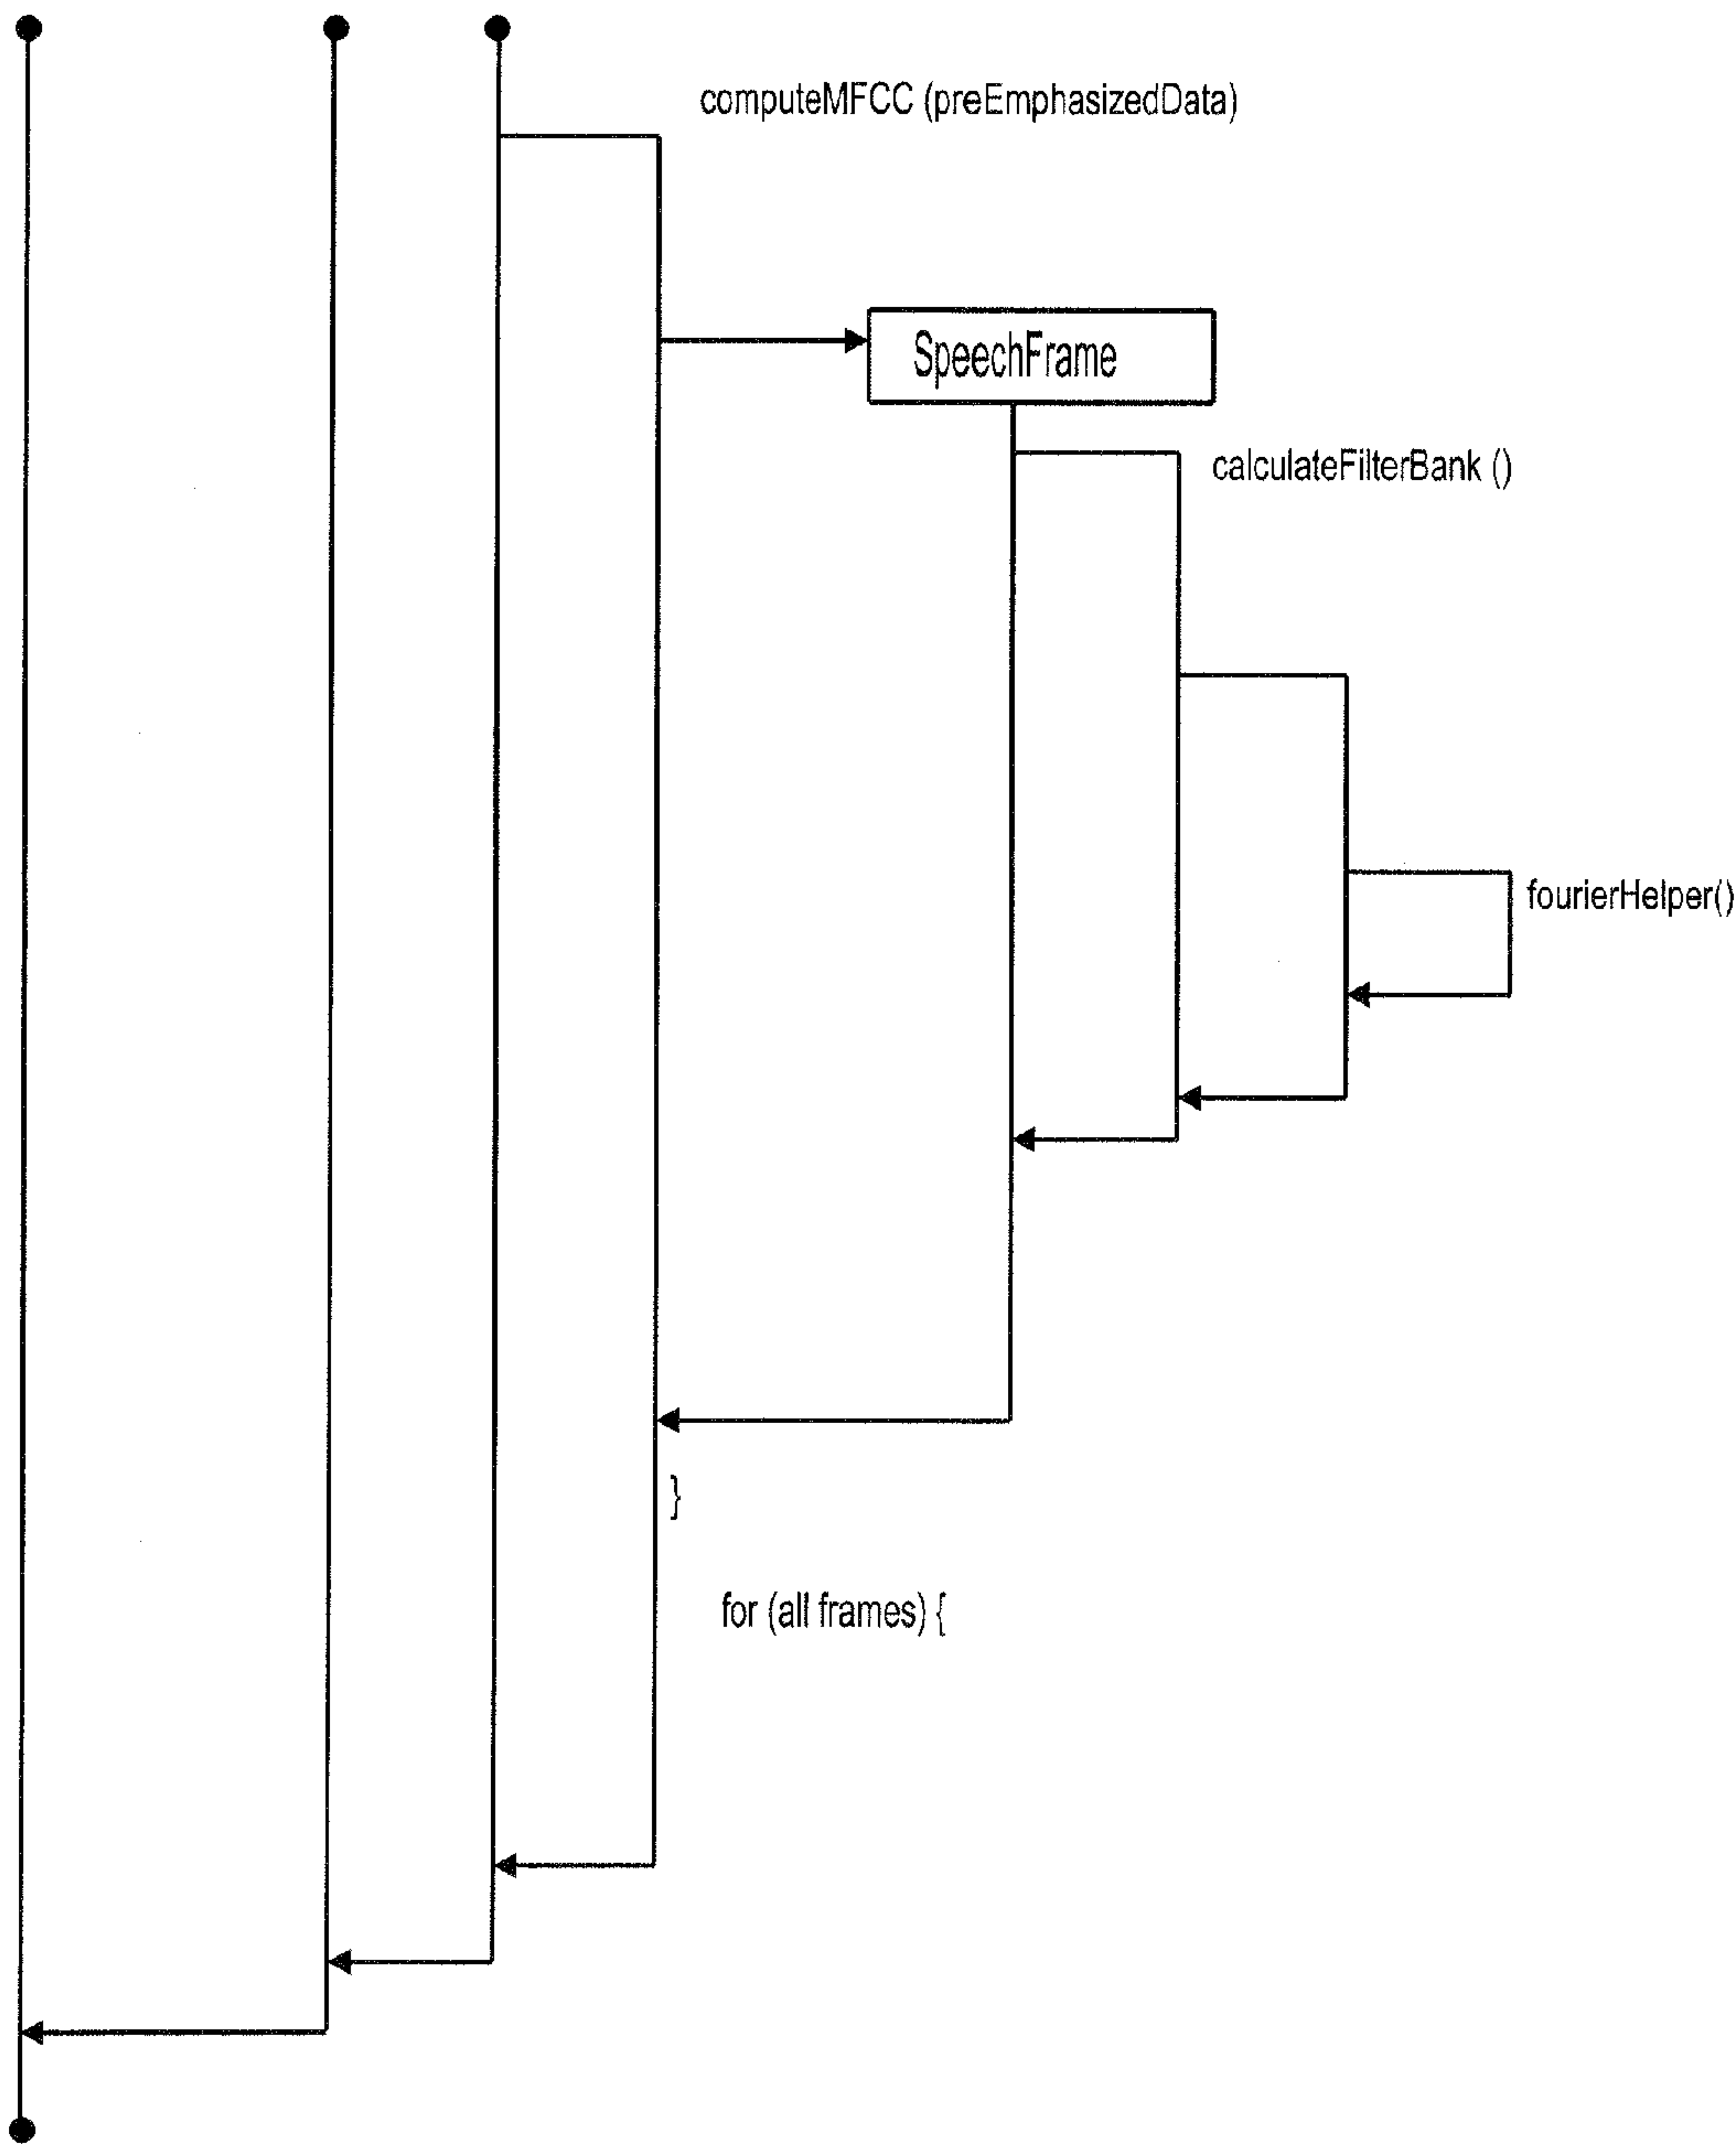 computeMFCC (preEmphasizedData)
SpeechFrame
calculateFilterBank ()
fourierHelper()
}
for (all frames) {